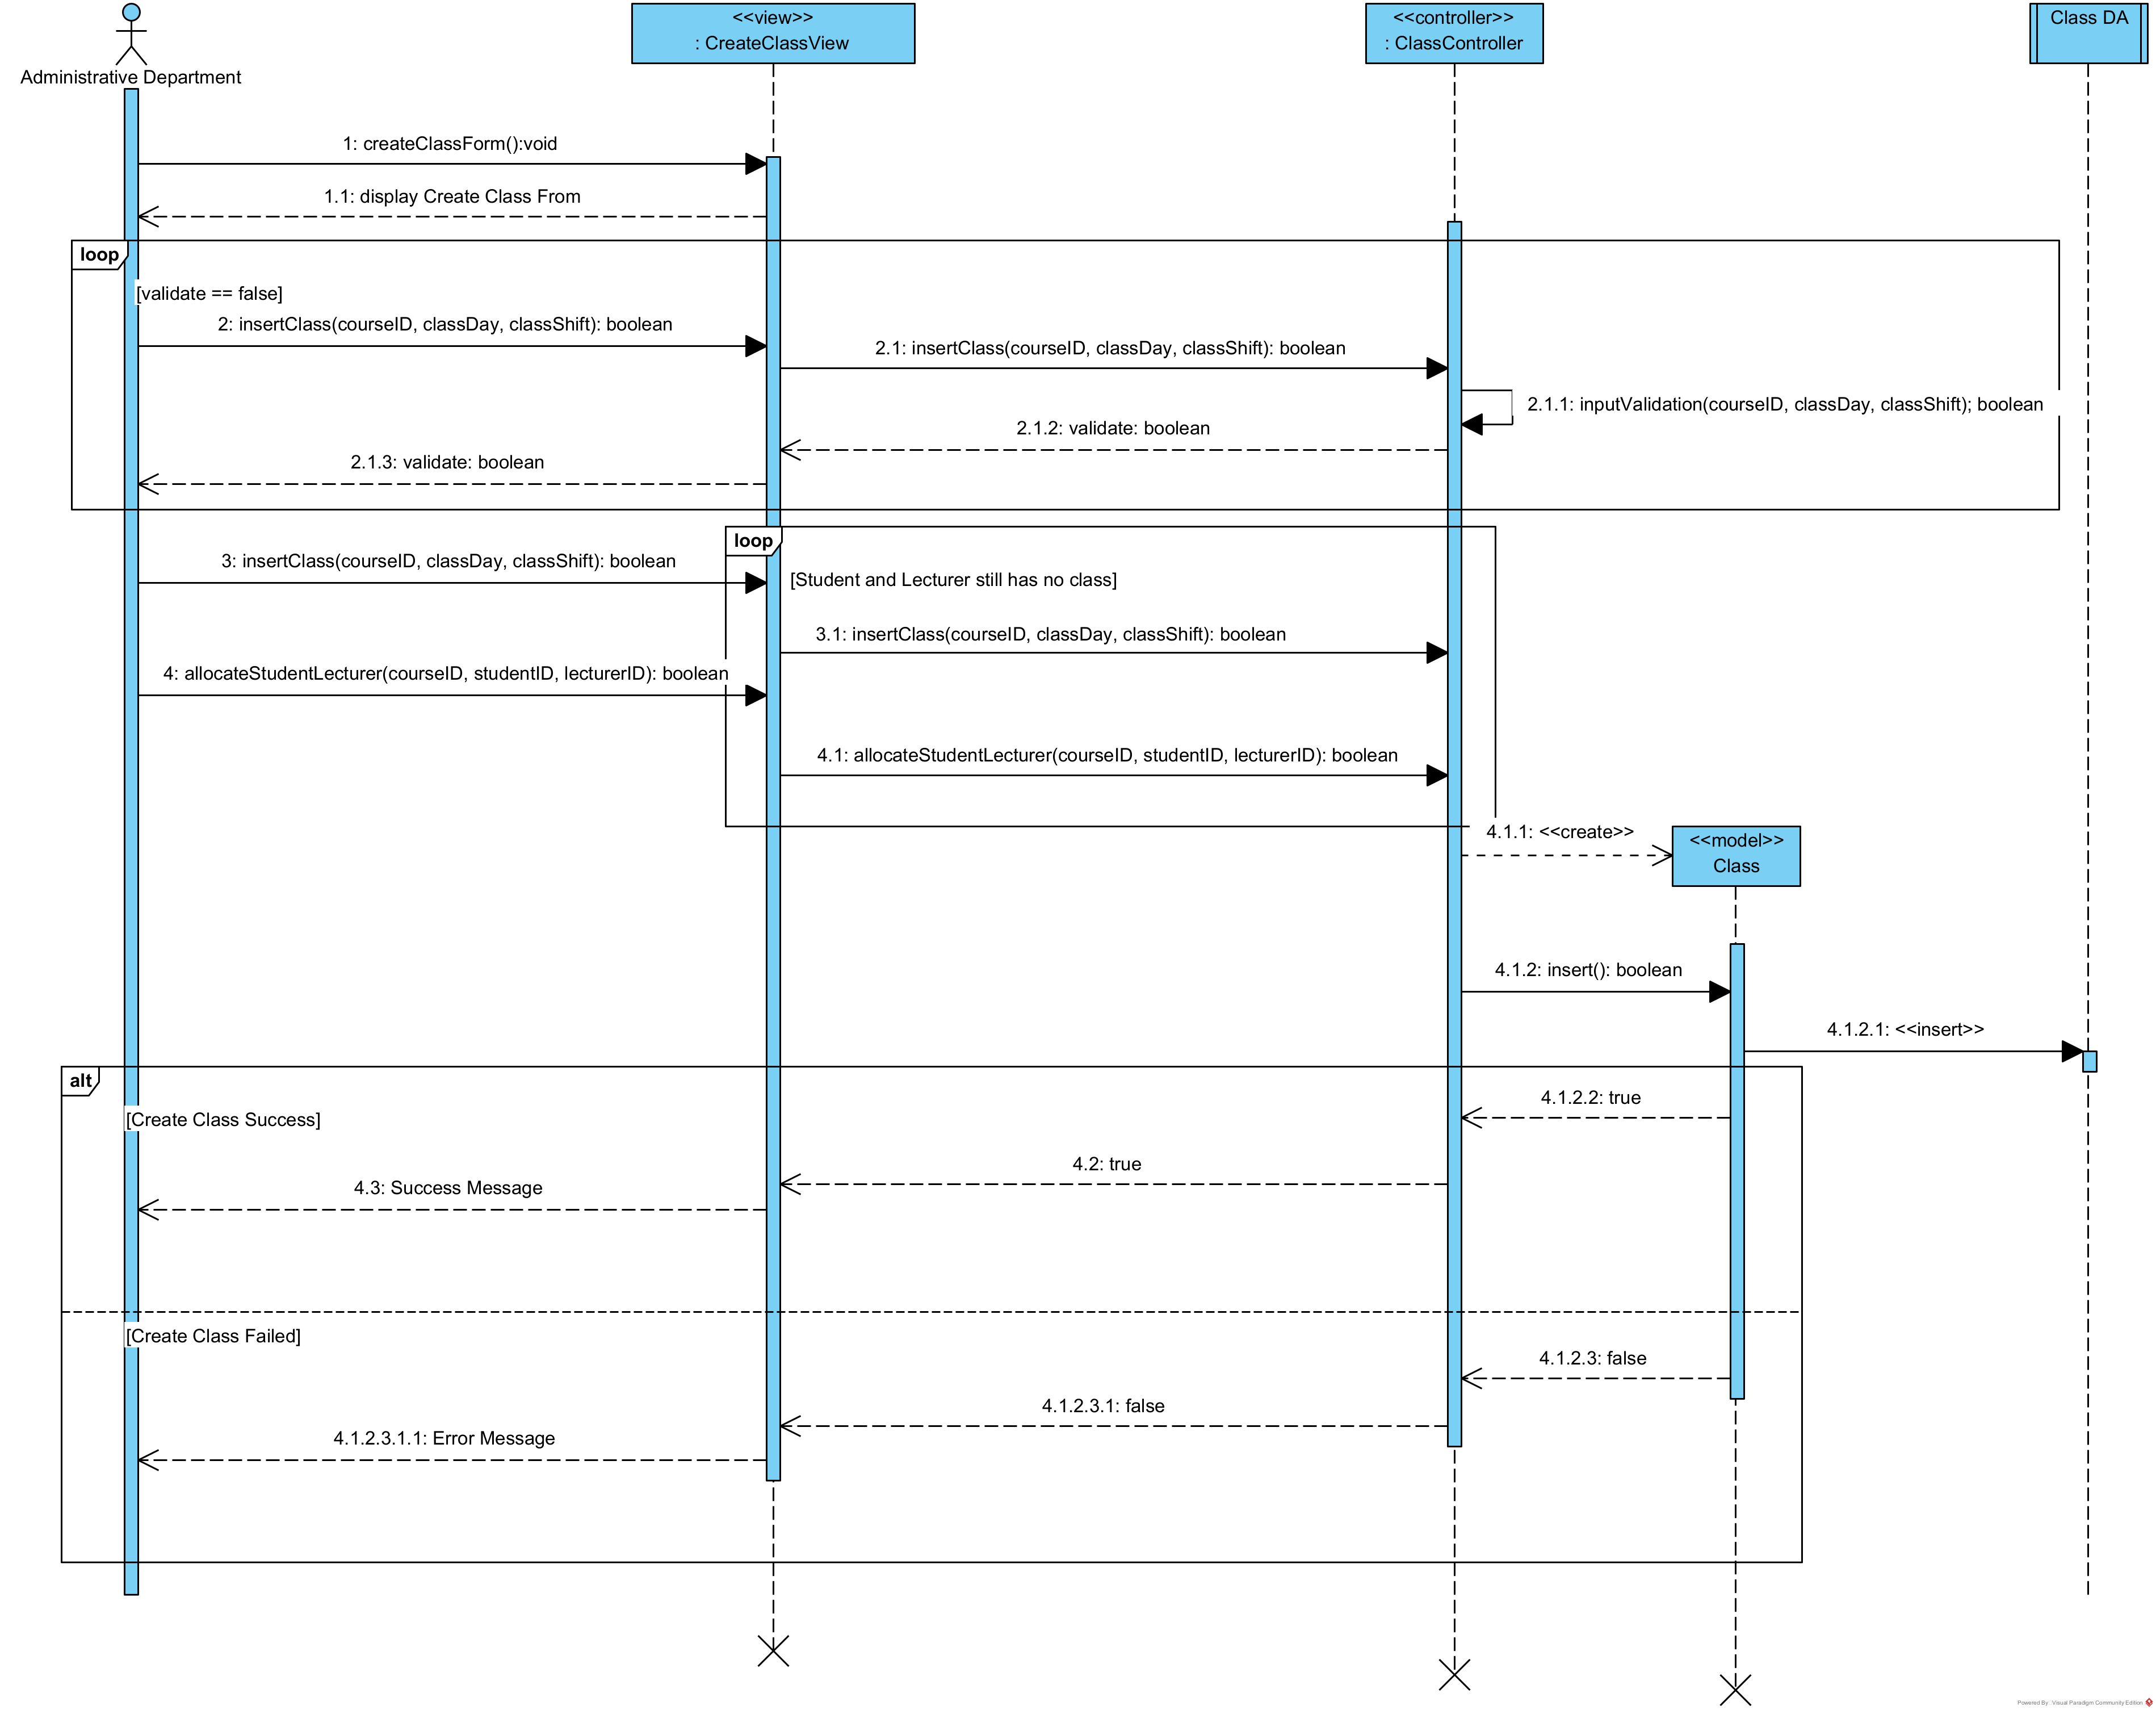 <<view>>
: CreateClassView
<<controller>>
: ClassController
Class DA
Administrative Department
1: createClassForm():void
1.1: display Create Class From
loop
[validate == false]
2: insertClass(courseID, classDay, classShift): boolean
2.1: insertClass(courseID, classDay, classShift): boolean
2.1.1: inputValidation(courseID, classDay, classShift); boolean
2.1.2: validate: boolean
2.1.3: validate: boolean
loop
3: insertClass(courseID, classDay, classShift): boolean
[Student and Lecturer still has no class]
3.1: insertClass(courseID, classDay, classShift): boolean
4: allocateStudentLecturer(courseID, studentID, lecturerID): boolean
4.1: allocateStudentLecturer(courseID, studentID, lecturerID): boolean
4.1.1: <<create>>
<<model>>
Class
4.1.2: insert(): boolean
4.1.2.1: <<insert>>
alt
[Create Class Success]
4.1.2.2: true
4.2: true
4.3: Success Message
[Create Class Failed]
4.1.2.3: false
4.1.2.3.1: false
4.1.2.3.1.1: Error Message
Powered By: Visual Paradigm Community Edition